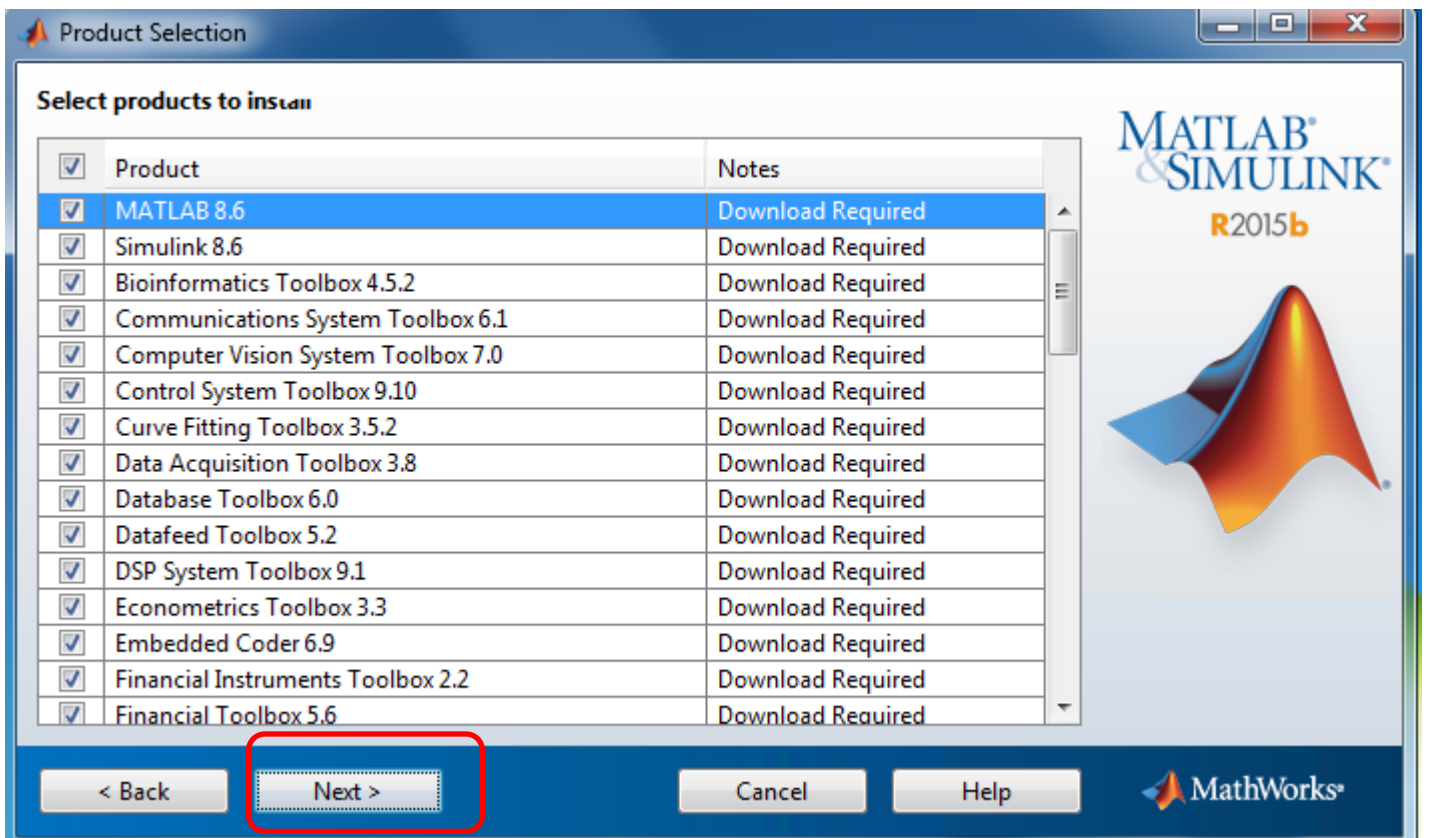 Product Selection
Select products to install
Product Notes
MATLAB 8.6 Download Required
Simulink 8.6 Download Required
Bioinformatics Toolbox 4.5.2 Download Required
Communications System Toolbox 6.1 Download Required
Computer Vision System Toolbox 7.0 Download Required
Control System Toolbox 9.10 Download Required
Curve Fitting Toolbox 3.5.2 Download Required
Data Acquisition Toolbox 3.8 Download Required
Database Toolbox 6.0 Download Required
Datafeed Toolbox 5.2 Download Required
DSP System Toolbox 9.1 Download Required
Econometrics Toolbox 3.3 Download Required
Embedded Coder 6.9 Download Required
Financial Instruments Toolbox 2.2 Download Required
Financial Toolbox 5.6 Download Required
MATLAB®
&SIMULINK®
R2015b
®
< Back Next > Cancel Help MathWorks®